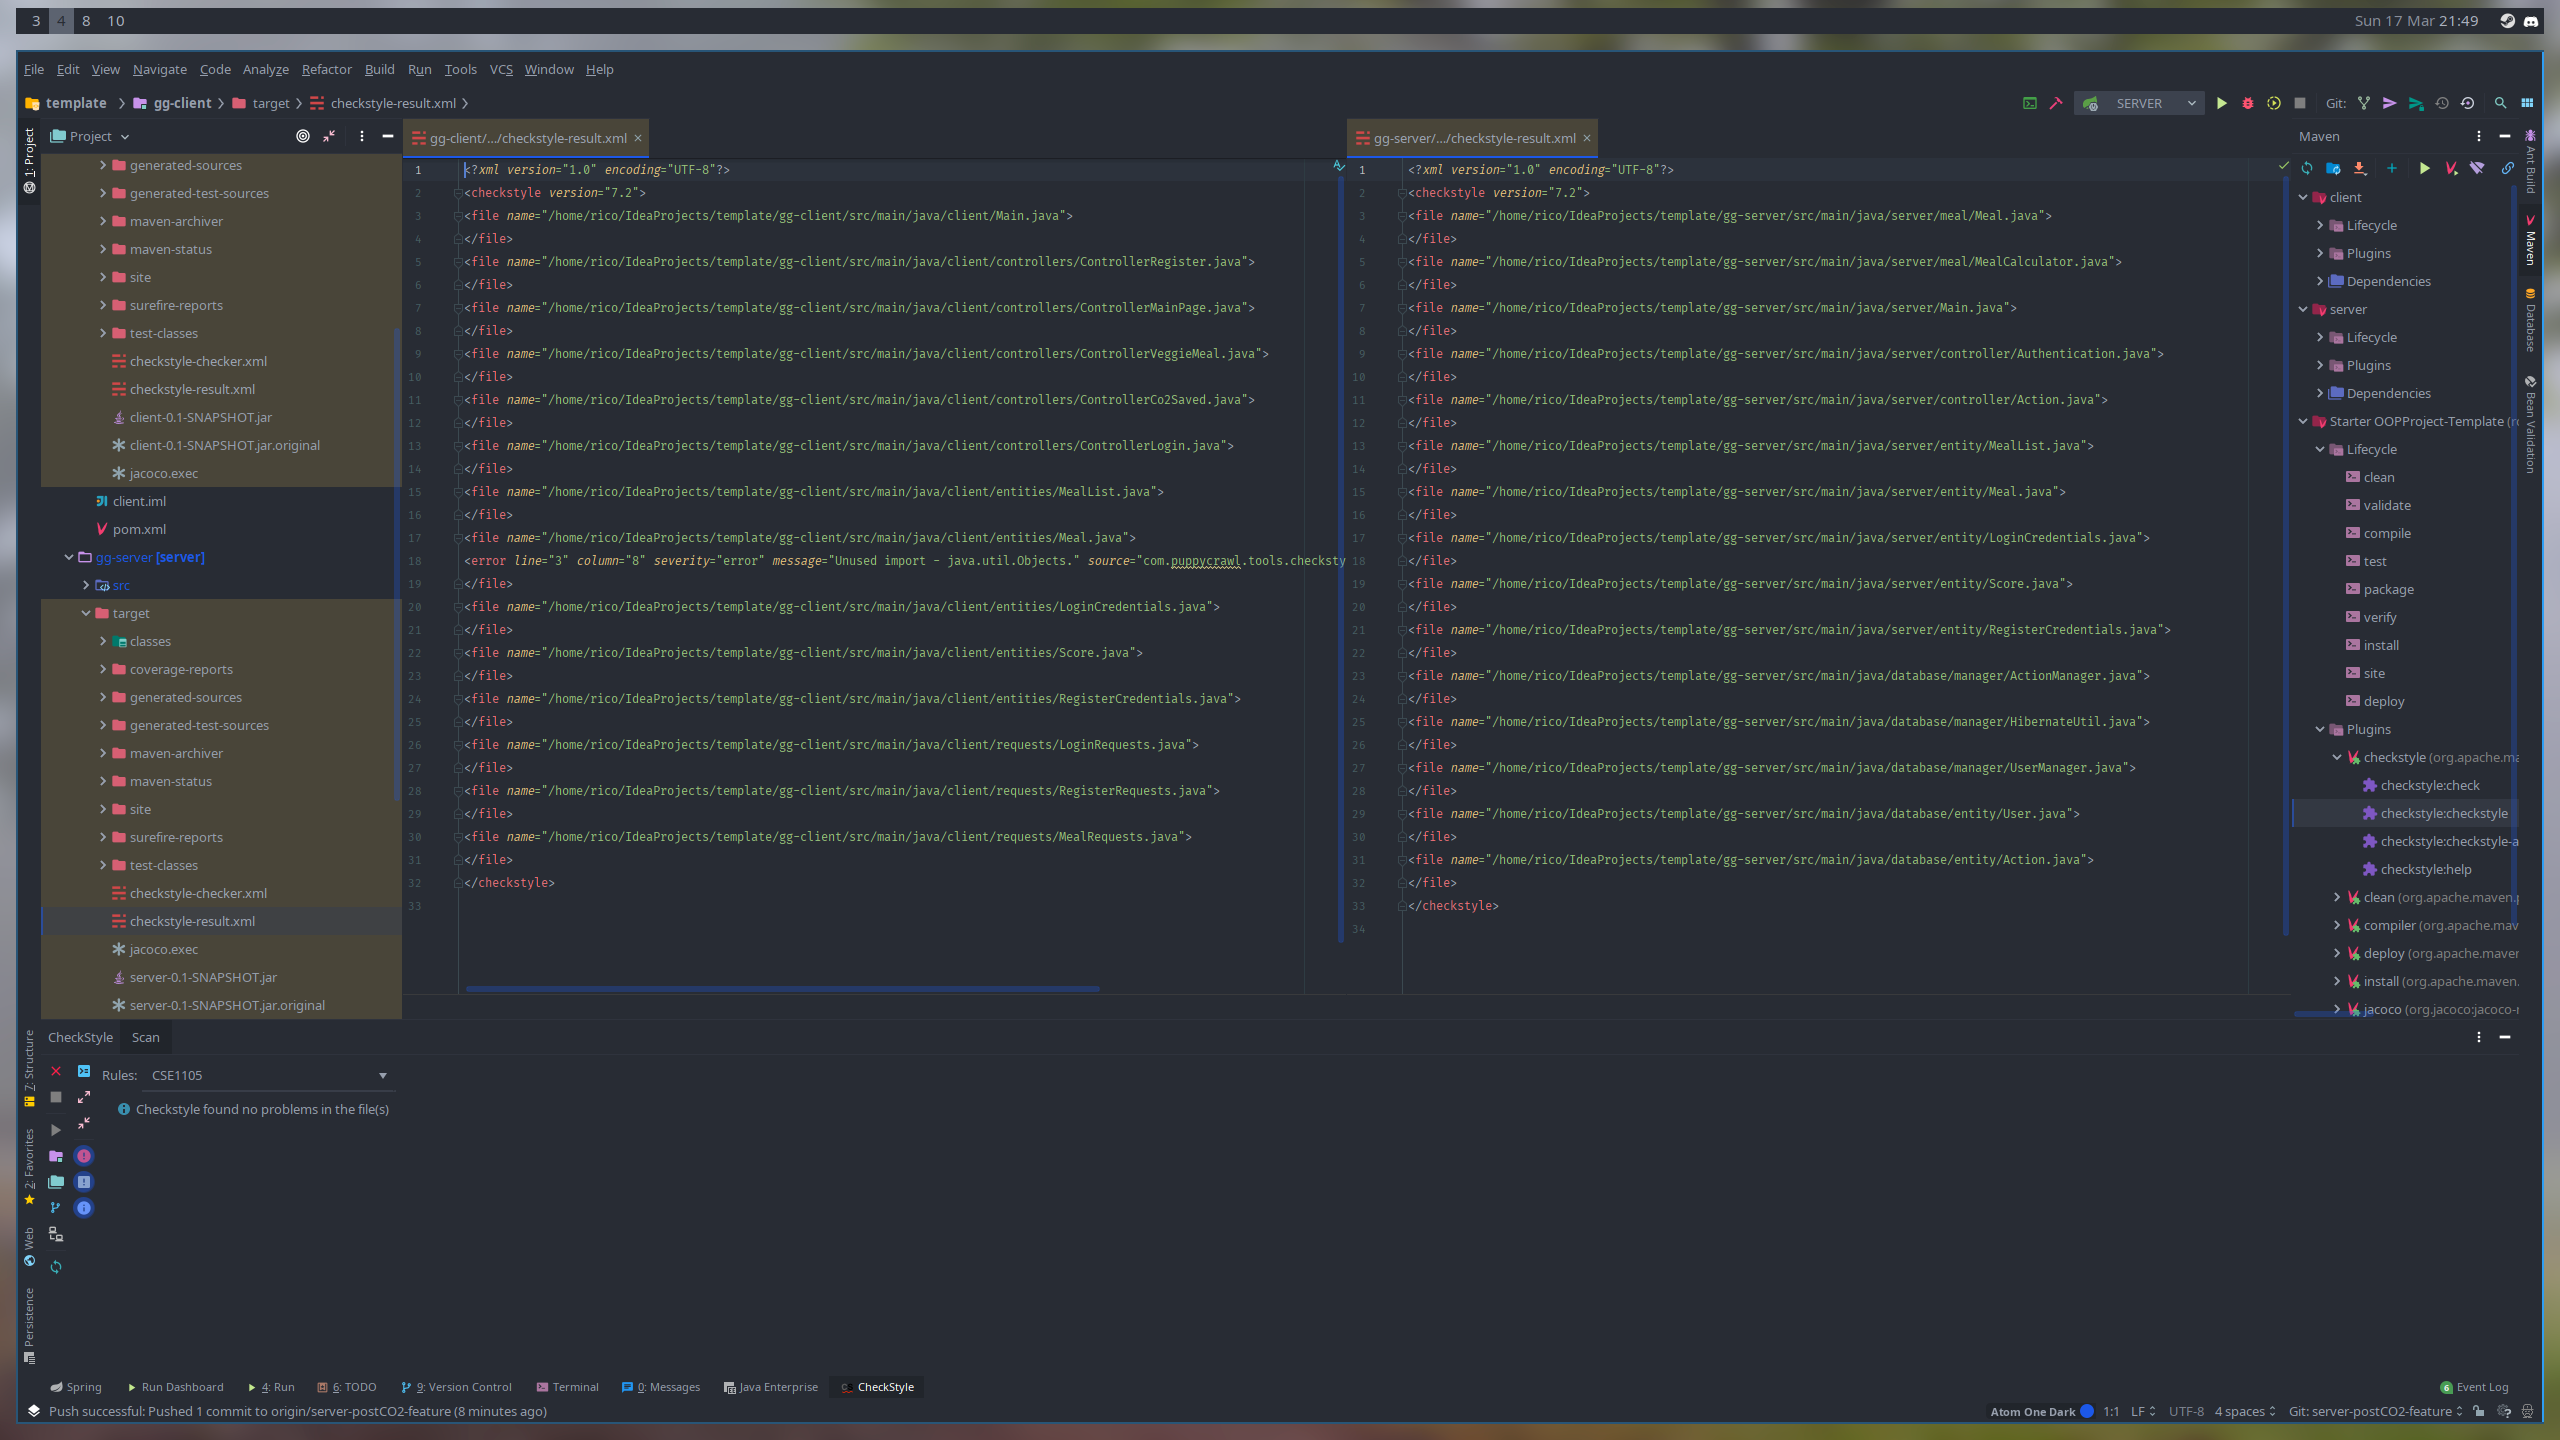 3 4 8 10
Sun 17 Mar 21:49
File Edit View Navigate Code Analyze Refactor Build Run Tools VCS Window Help
template gg-client target checkstyle-result.xml
SERVER
Git:
1: Project
Project
generated-sources
generated-test-sources
maven-archiver
maven-status
site
surefire-reports
test-classes
checkstyle-checker.xml
checkstyle-result.xml
client-0.1-SNAPSHOT.jar
client-0.1-SNAPSHOT.jar.original
jacoco.exec
client.iml
pom.xml
gg-server [server]
src
target
classes
coverage-reports
generated-sources
generated-test-sources
maven-archiver
maven-status
site
surefire-reports
test-classes
checkstyle-checker.xml
checkstyle-result.xml
jacoco.exec
server-0.1-SNAPSHOT.jar
server-0.1-SNAPSHOT.jar.original
gg-client/.../checkstyle-result.xml
1 <?xml version="1.0" encoding="UTF-8"?>
2 <checkstyle version="7.2">
3 <file name="/home/rico/IdeaProjects/template/gg-client/src/main/java/client/Main.java">
4 </file>
5 <file name="/home/rico/IdeaProjects/template/gg-client/src/main/java/client/controllers/ControllerRegister.java">
6 </file>
7 <file name="/home/rico/IdeaProjects/template/gg-client/src/main/java/client/controllers/ControllerMainPage.java">
8 </file>
9 <file name="/home/rico/IdeaProjects/template/gg-client/src/main/java/client/controllers/ControllerVeggieMeal.java">
10 </file>
11 <file name="/home/rico/IdeaProjects/template/gg-client/src/main/java/client/controllers/ControllerCo2Saved.java">
12 </file>
13 <file name="/home/rico/IdeaProjects/template/gg-client/src/main/java/client/controllers/ControllerLogin.java">
14 </file>
15 <file name="/home/rico/IdeaProjects/template/gg-client/src/main/java/client/entities/MealList.java">
16 </file>
17 <file name="/home/rico/IdeaProjects/template/gg-client/src/main/java/client/entities/Meal.java">
18 <error line="3" column="8" severity="error" message="Unused import - java.util.Objects." source="com.puppycrawl.tools.checksty
19 </file>
20 <file name="/home/rico/IdeaProjects/template/gg-client/src/main/java/client/entities/LoginCredentials.java">
21 </file>
22 <file name="/home/rico/IdeaProjects/template/gg-client/src/main/java/client/entities/Score.java">
23 </file>
24 <file name="/home/rico/IdeaProjects/template/gg-client/src/main/java/client/entities/RegisterCredentials.java">
25 </file>
26 <file name="/home/rico/IdeaProjects/template/gg-client/src/main/java/client/requests/LoginRequests.java">
27 </file>
28 <file name="/home/rico/IdeaProjects/template/gg-client/src/main/java/client/requests/RegisterRequests.java">
29 </file>
30 <file name="/home/rico/IdeaProjects/template/gg-client/src/main/java/client/requests/MealRequests.java">
31 </file>
32 </checkstyle>
33
gg-server/.../checkstyle-result.xml
1 <?xml version="1.0" encoding="UTF-8"?>
2 <checkstyle version="7.2">
3 <file name="/home/rico/IdeaProjects/template/gg-server/src/main/java/server/meal/Meal.java">
4 </file>
5 <file name="/home/rico/IdeaProjects/template/gg-server/src/main/java/server/meal/MealCalculator.java">
6 </file>
7 <file name="/home/rico/IdeaProjects/template/gg-server/src/main/java/server/Main.java">
8 </file>
9 <file name="/home/rico/IdeaProjects/template/gg-server/src/main/java/server/controller/Authentication.java">
10 </file>
11 <file name="/home/rico/IdeaProjects/template/gg-server/src/main/java/server/controller/Action.java">
12 </file>
13 <file name="/home/rico/IdeaProjects/template/gg-server/src/main/java/server/entity/MealList.java">
14 </file>
15 <file name="/home/rico/IdeaProjects/template/gg-server/src/main/java/server/entity/Meal.java">
16 </file>
17 <file name="/home/rico/IdeaProjects/template/gg-server/src/main/java/server/entity/LoginCredentials.java">
18 </file>
19 <file name="/home/rico/IdeaProjects/template/gg-server/src/main/java/server/entity/Score.java">
20 </file>
21 <file name="/home/rico/IdeaProjects/template/gg-server/src/main/java/server/entity/RegisterCredentials.java">
22 </file>
23 <file name="/home/rico/IdeaProjects/template/gg-server/src/main/java/database/manager/ActionManager.java">
24 </file>
25 <file name="/home/rico/IdeaProjects/template/gg-server/src/main/java/database/manager/HibernateUtil.java">
26 </file>
27 <file name="/home/rico/IdeaProjects/template/gg-server/src/main/java/database/manager/UserManager.java">
28 </file>
29 <file name="/home/rico/IdeaProjects/template/gg-server/src/main/java/database/entity/User.java">
30 </file>
31 <file name="/home/rico/IdeaProjects/template/gg-server/src/main/java/database/entity/Action.java">
32 </file>
33 </checkstyle>
34
Maven
client
Lifecycle
Plugins
Dependencies
server
Lifecycle
Plugins
Dependencies
Starter OOPProject-Template (ro
Lifecycle
clean
validate
compile
test
package
verify
install
site
deploy
Plugins
checkstyle (org.apache.ma
checkstyle:check
checkstyle:checkstyle
checkstyle:checkstyle-a
checkstyle:help
clean (org.apache.maven.p
compiler (org.apache.mav
deploy (org.apache.maven
install (org.apache.maven.
jacoco (org.jacoco:jacoco-r
Ant Build
Maven
Database
Bean Validation
7: Structure
2: Favorites
Web
Persistence
CheckStyle Scan
Rules: CSE1105
Checkstyle found no problems in the file(s)
Spring Run Dashboard 4: Run 6: TODO 9: Version Control Terminal 0: Messages Java Enterprise CheckStyle
6 Event Log
Push successful: Pushed 1 commit to origin/server-postCO2-feature (8 minutes ago)
Atom One Dark 1:1 LF UTF-8 4 spaces Git: server-postCO2-feature